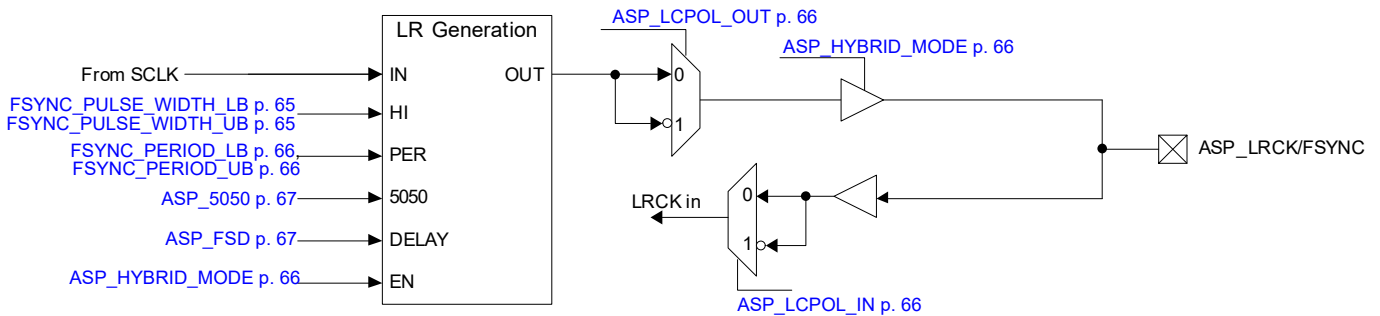 ASP_LCPOL_OUT p. 66
LR Generation
ASP_HYBRID_MODE p. 66
From SCLK
IN
OUT
0
FSYNC_PULSE_WIDTH_LB p. 65
FSYNC_PULSE_WIDTH_UB p. 65
HI
1
FSYNC_PERIOD_LB p. 66,
FSYNC_PERIOD_UB p. 66
PER
ASP_LRCK/FSYNC
ASP_5050 p. 67
5050
LRCK in
0
ASP_FSD p. 67
DELAY
1
ASP_HYBRID_MODE p. 66
EN
ASP_LCPOL_IN p. 66